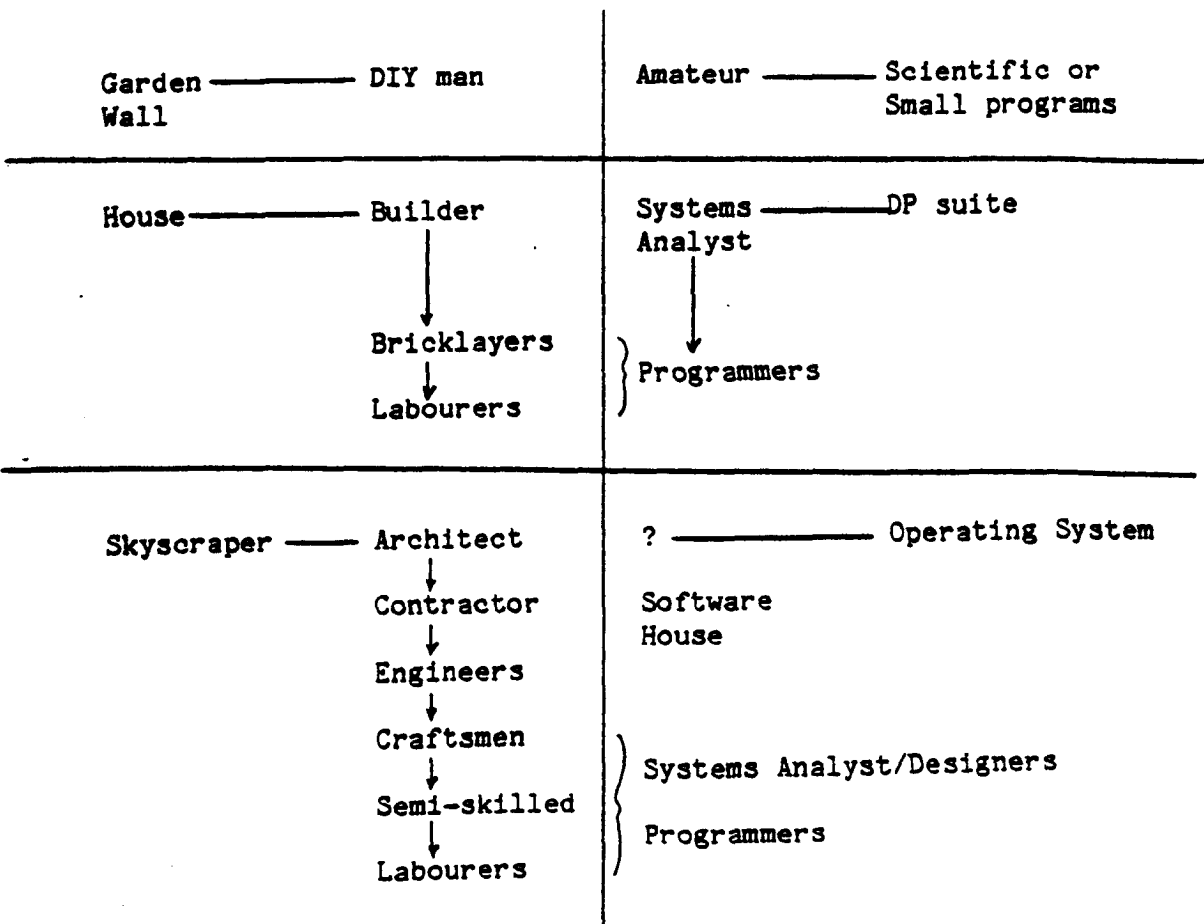 Garden DIY man
Wall
Amateur Scientific or
Small programs
House Builder
Bricklayers
Labourers
Systems DP suite
Analyst
Programmers
Skyscraper Architect
Contractor
Engineers
Craftsmen
Semi-skilled
Labourers
? Operating System
Software
House
Systems Analyst/Designers
Programmers